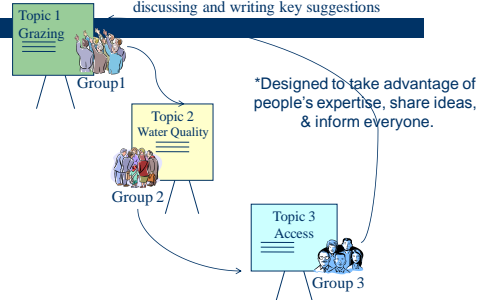 discussing and writing key suggestions
Topic 1
Grazing
Group1
*Designed to take advantage of
people's expertise, share ideas,
& inform everyone.
Topic 2
Water Quality
Group 2
Topic 3
Access
Group 3